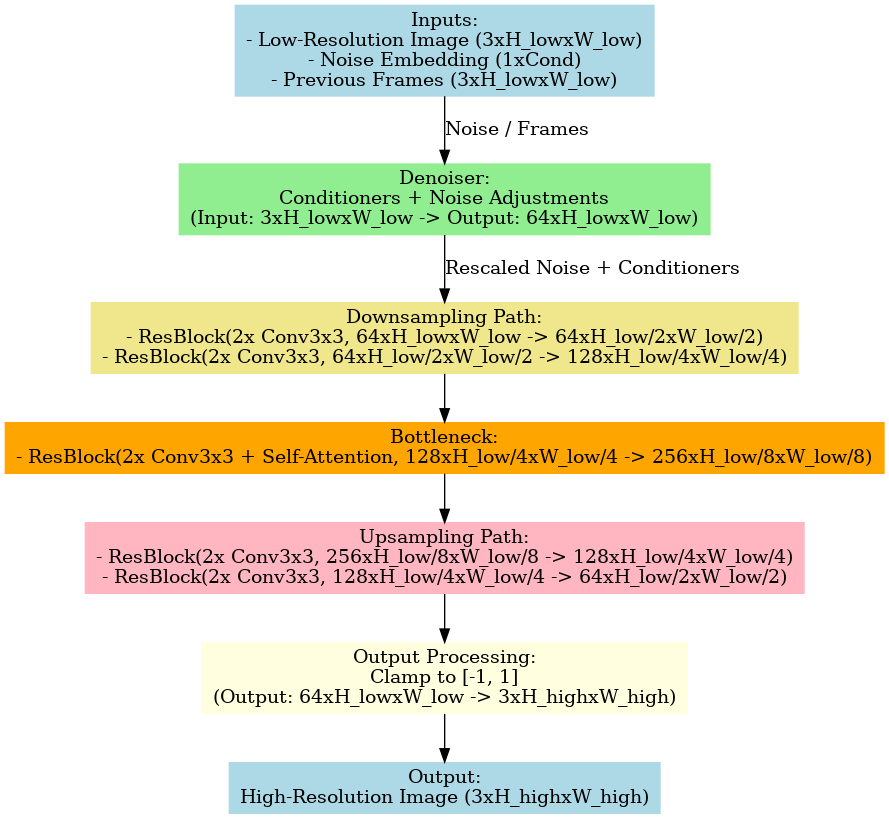 Inputs:
- Low-Resolution Image (3xH_lowxW_low)
- Noise Embedding (1xCond)
- Previous Frames (3xH_lowxW_low)
Noise / Frames
Denoiser:
Conditioners + Noise Adjustments
(Input: 3xH_lowxW_low -> Output: 64xH_lowxW_low)
Rescaled Noise + Conditioners
Downsampling Path:
- ResBlock(2x Conv3x3, 64xH_lowxW_low -> 64xH_low/2xW_low/2)
- ResBlock(2x Conv3x3, 64xH_low/2xW_low/2 -> 128xH_low/4xW_low/4)
Bottleneck:
- ResBlock(2x Conv3x3 + Self-Attention, 128xH_low/4xW_low/4 -> 256xH_low/8xW_low/8)
Upsampling Path:
- ResBlock(2x Conv3x3, 256xH_low/8xW_low/8 -> 128xH_low/4xW_low/4)
- ResBlock(2x Conv3x3, 128xH_low/4xW_low/4 -> 64xH_low/2xW_low/2)
Output Processing:
Clamp to [-1, 1]
(Output: 64xH_lowxW_low -> 3xH_highxW_high)
Output:
High-Resolution Image (3xH_highxW_high)